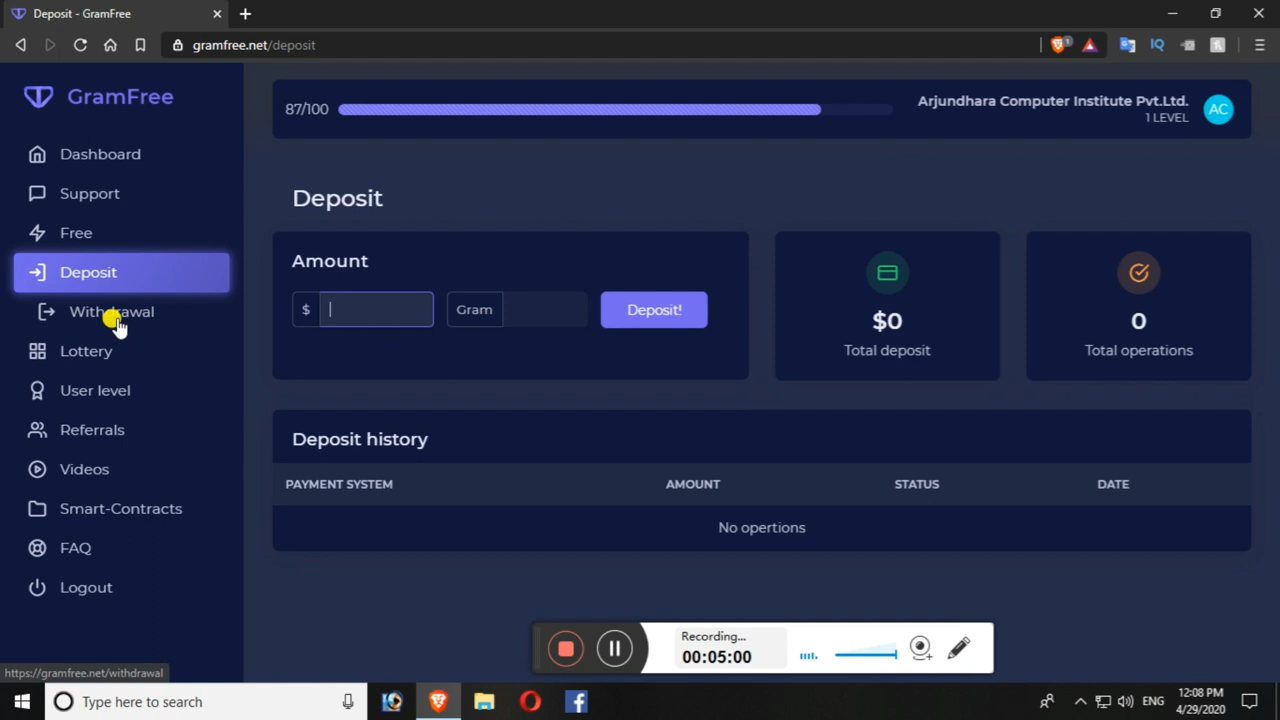 Deposit - GramFree
gramfree.net/deposit
1
IQ
GramFree
87/100
Arjundhara Computer Institute Pvt.Ltd.
1 LEVEL
AC
Dashboard
Support
Free
Deposit
Withdrawal
Lottery
User level
Referrals
Videos
Smart-Contracts
FAQ
Logout
Deposit
Amount
$
Gram
Deposit!
$0
Total deposit
0
Total operations
Deposit history
PAYMENT SYSTEM AMOUNT STATUS DATE
No opertions
Recording...
00:05:00
https://gramfree.net/withdrawal
Type here to search
ENG
12:08 PM
4/29/2020